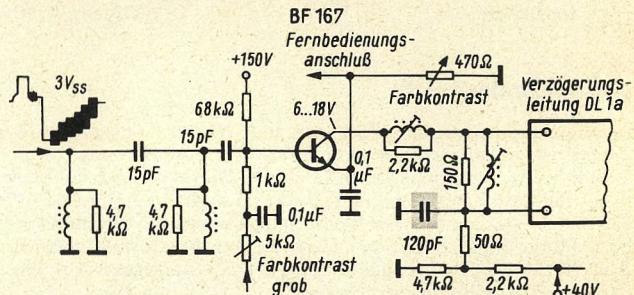 BF 167
Fernbedienungs-
anschluß
+150V
470Ω
Farbkontrast
Verzögerungs-
leitung DL1a
3Vss
68kΩ
6...18V
15pF
15pF
0,1
µF
2,2kΩ
150Ω
1kΩ
4,7
kΩ
4,7
kΩ
0,1µF
5kΩ
Farbkontrast
grob
120pF
50Ω
4,7kΩ
2,2kΩ
+40V